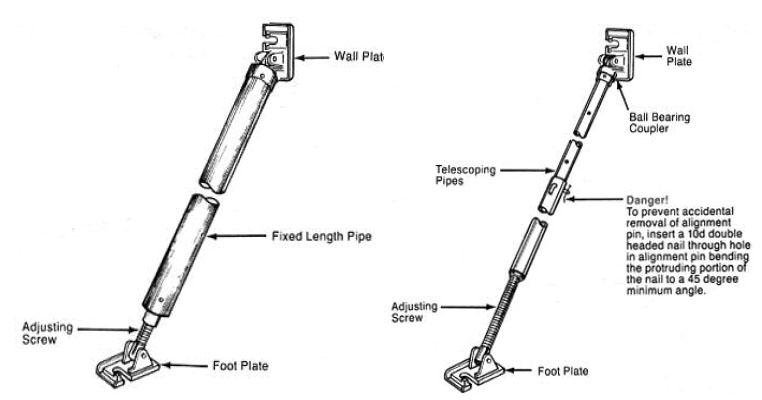 Wall Plat
Fixed Length Pipe
Adjusting
Screw
Foot Plate
Wall
Plate
Ball Bearing
Coupler
Telescoping
Pipes
Danger!
To prevent accidental
removal of alignment
pin, insert a 10d double
headed nail through hole
in alignment pin bending
the protruding portion of
the nail to a 45 degree
minimum angle.
Adjusting
Screw
Foot Plate